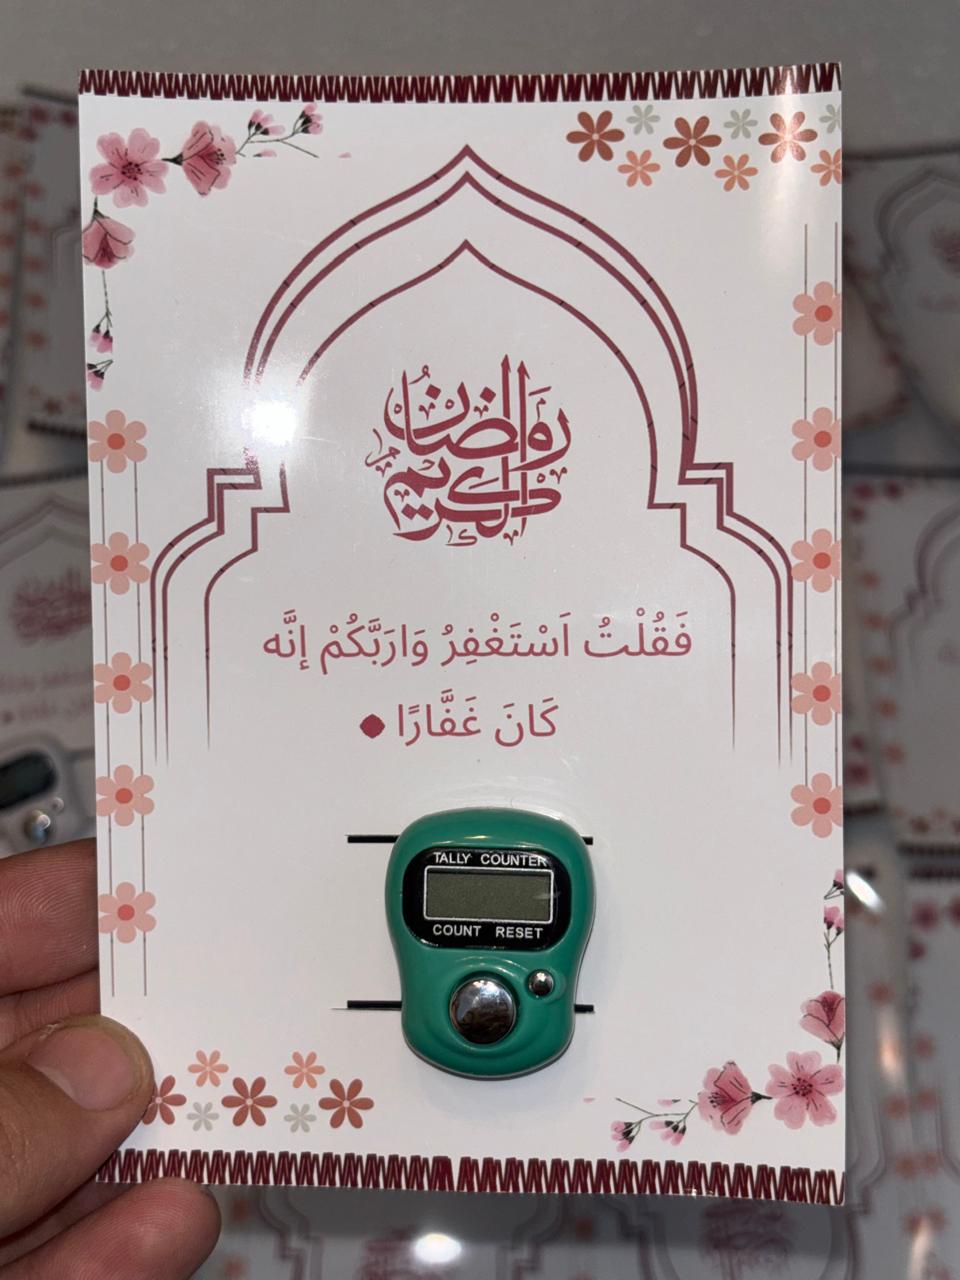 رمضان
كريم
فَقُلْتُ اَسْتَغْفِرُ وَارَبَّكُمْ إنَّه
كَانَ غَفَّارًا
TALLY COUNTER
COUNT RESET